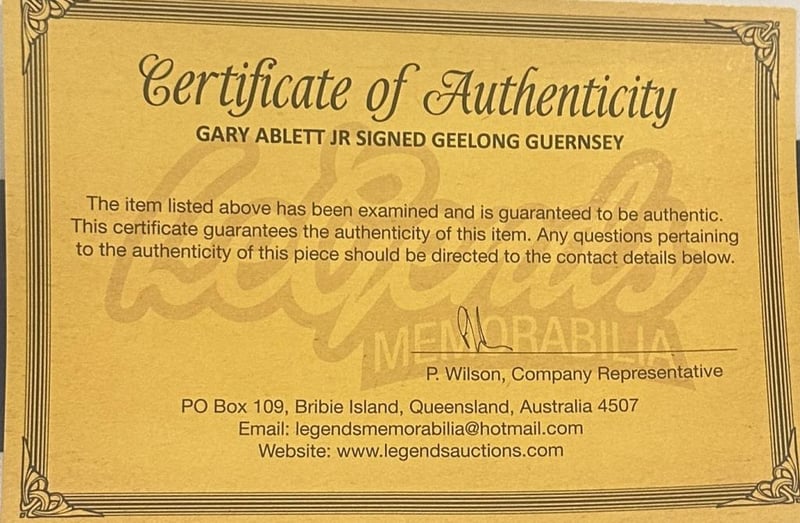 Certificate of Authenticity
GARY ABLETT JR SIGNED GEELONG GUERNSEY
The item listed above has been examined and is guaranteed to be authentic.
This certificate guarantees the authenticity of this item. Any questions pertaining
to the authenticity of this piece should be directed to the contact details below.
Legends
MEMORABILIA
P. Wilson, Company Representative
PO Box 109, Bribie Island, Queensland, Australia 4507
Email: legendsmemorabilia@hotmail.com
Website: www.legendsauctions.com